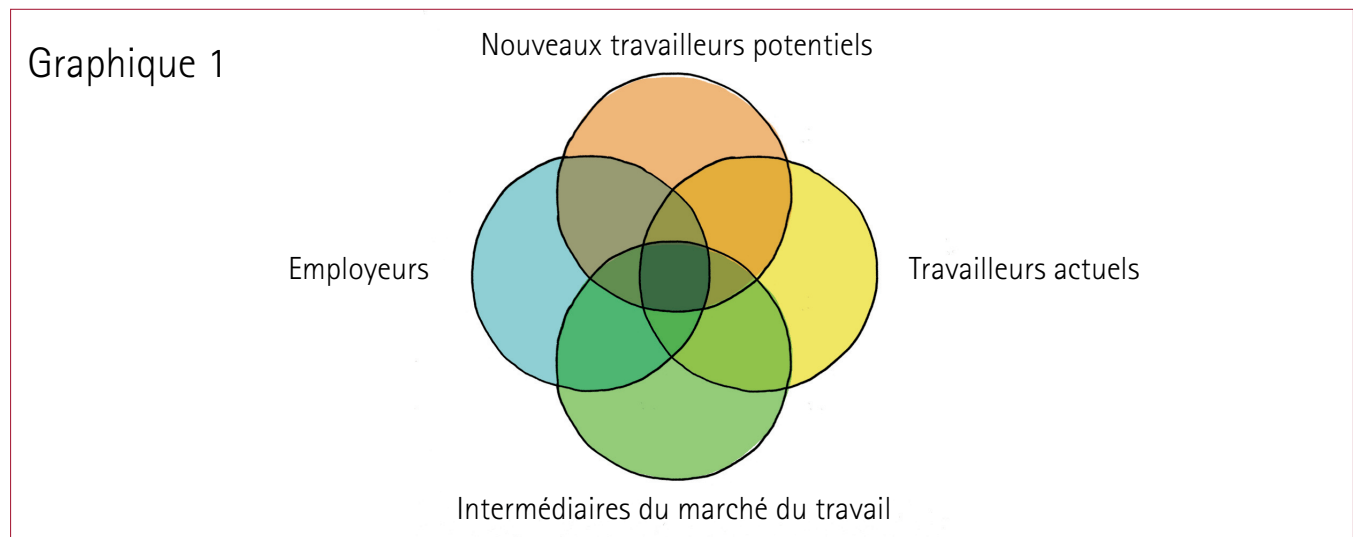 Graphique 1
Nouveaux travailleurs potentiels
Employeurs
Travailleurs actuels
Intermédiaires du marché du travail